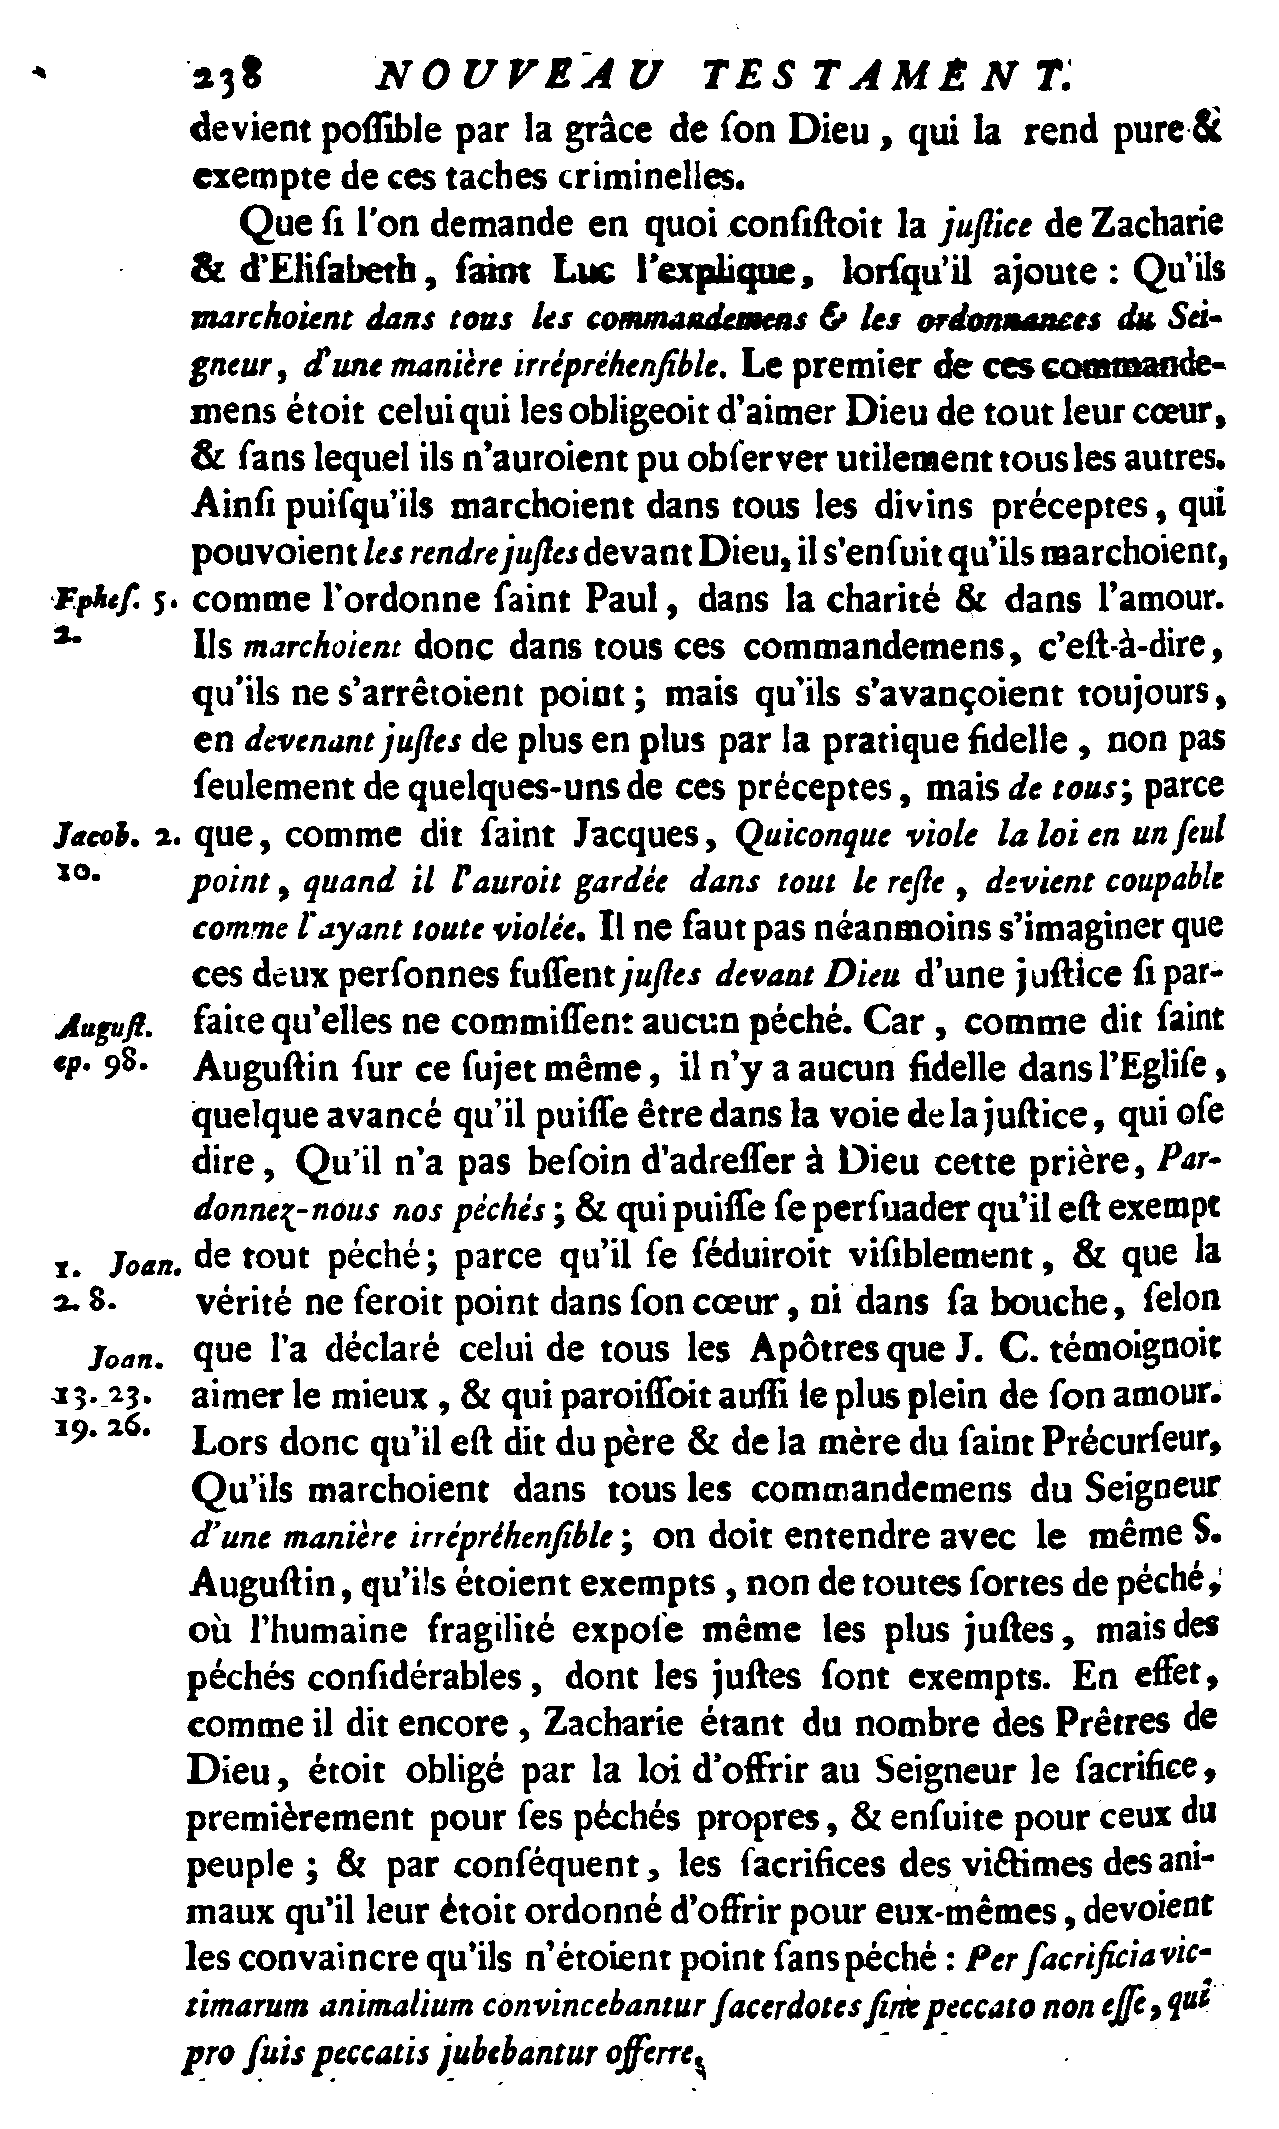 238 NOUVEAU TESTAMENT.
devient poſſible par la grâce de ſon Dieu, qui la rend pure &
exempte de ces taches criminelles.
Que ſi l'on demande en quoi conſiſtoit la juſtice de Zacharie
& d'Eliſabeth, ſaint Luc l'explique, lorſqu'il ajoute : Qu'ils
marchoient dans tous les commandemens & les ordonnances du Sei-
gneur, d'une manière irrépréhenſible. Le premier de ces commande-
mens étoit celui qui les obligeoit d'aimer Dieu de tout leur cœur,
& ſans lequel ils n'auroient pu obſerver utilement tous les autres.
Ainſi puiſqu'ils marchoient dans tous les divins préceptes, qui
pouvoient les rendre juſtes devant Dieu, il s'enſuit qu'ils marchoient,
Epheſ. 5. comme l'ordonne ſaint Paul, dans la charité & dans l'amour.
2. Ils marchoient donc dans tous ces commandemens, c'eſt-à-dire,
qu'ils ne s'arrêtoient point ; mais qu'ils s'avançoient toujours,
en devenant juſtes de plus en plus par la pratique fidelle, non pas
ſeulement de quelques-uns de ces préceptes, mais de tous ; parce
Jacob. 2. que, comme dit ſaint Jacques, Quiconque viole la loi en un ſeul
10. point, quand il l'auroit gardée dans tout le reſte, devient coupable
comme l'ayant toute violée. Il ne faut pas néanmoins s'imaginer que
ces deux perſonnes fuſſent juſtes devant Dieu d'une juſtice ſi par-
Auguſt. faite qu'elles ne commiſſent aucun péché. Car, comme dit ſaint
ep. 98. Auguſtin ſur ce ſujet même, il n'y a aucun fidelle dans l'Egliſe,
quelque avancé qu'il puiſſe être dans la voie de la juſtice, qui oſe
dire, Qu'il n'a pas beſoin d'adreſſer à Dieu cette prière, Par-
donnez-nous nos péchés ; & qui puiſſe ſe perſuader qu'il eſt exempt
1. Joan. de tout péché ; parce qu'il ſe ſéduiroit viſiblement, & que la
2. 8. vérité ne ſeroit point dans ſon cœur, ni dans ſa bouche, ſelon
Joan. que l'a déclaré celui de tous les Apôtres que J. C. témoignoit
13. 23. aimer le mieux, & qui paroiſſoit auſſi le plus plein de ſon amour.
19. 26. Lors donc qu'il eſt dit du père & de la mère du ſaint Précurſeur,
Qu'ils marchoient dans tous les commandemens du Seigneur
d'une manière irrépréhenſible ; on doit entendre avec le même S.
Auguſtin, qu'ils étoient exempts, non de toutes ſortes de péché,
où l'humaine fragilité expoſe même les plus juſtes, mais des
péchés conſidérables, dont les juſtes ſont exempts. En effet,
comme il dit encore, Zacharie étant du nombre des Prêtres de
Dieu, étoit obligé par la loi d'offrir au Seigneur le ſacrifice,
premièrement pour ſes péchés propres, & enſuite pour ceux du
peuple ; & par conſéquent, les ſacrifices des victimes des ani-
maux qu'il leur étoit ordonné d'offrir pour eux-mêmes, devoient
les convaincre qu'ils n'étoient point ſans péché : Per ſacrificia vic-
timarum animalium convincebantur ſacerdotes ſine peccato non eſſe, qui
pro ſuis peccatis jubebantur offerre.